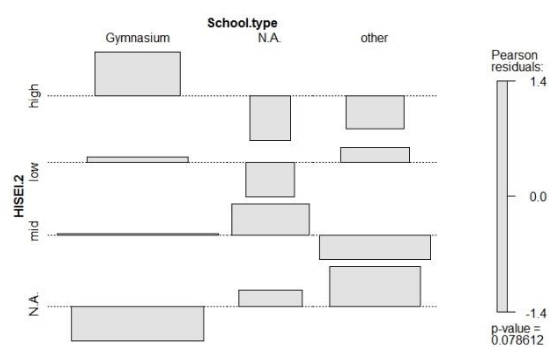 School.type
Gymnasium N.A. other
HISEI.2
high
low
mid
N.A.
Pearson
residuals:
1.4
0.0
-1.4
p-value =
0.078612